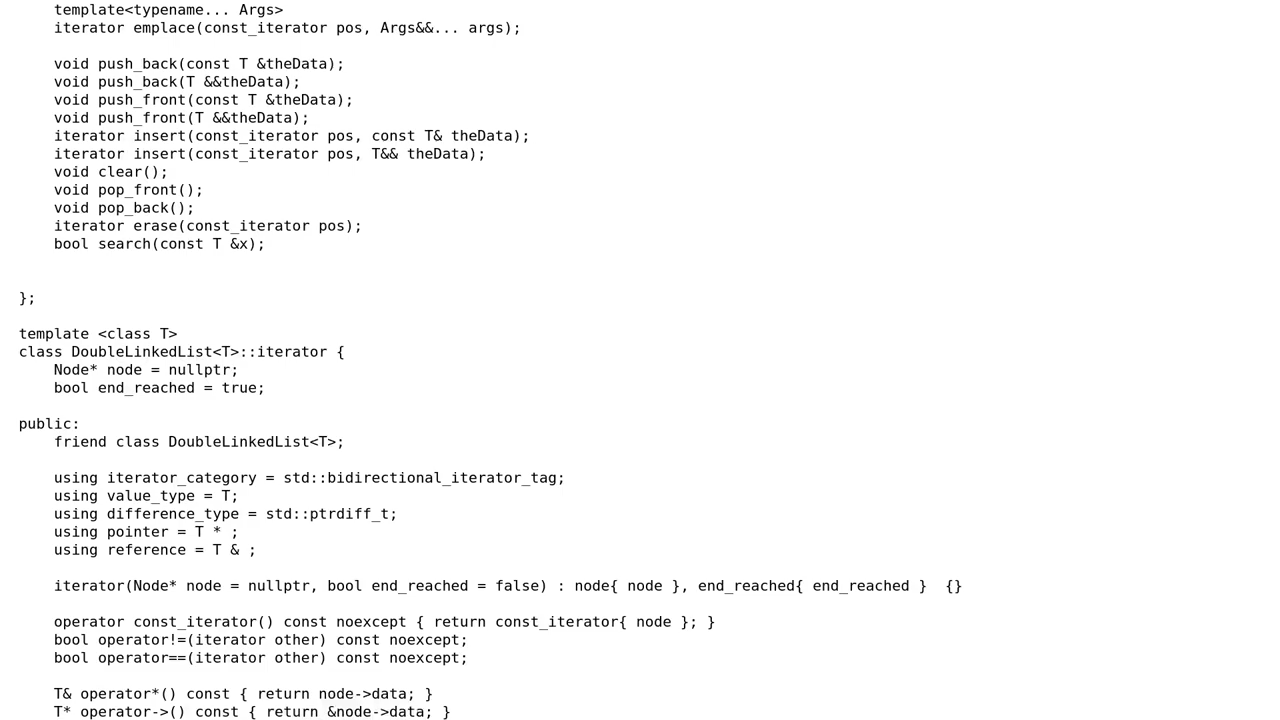 template<typename... Args>
iterator emplace(const_iterator pos, Args&&... args);
void push_back(const T &theData);
void push_back(T &&theData);
void push_front(const T &theData);
void push_front(T &&theData);
iterator insert(const_iterator pos, const T& theData);
iterator insert(const_iterator pos, T&& theData);
void clear();
void pop_front();
void pop_back();
iterator erase(const_iterator pos);
bool search(const T &x);
};
template <class T>
class DoubleLinkedList<T>::iterator {
Node* node = nullptr;
bool end_reached = true;
public:
friend class DoubleLinkedList<T>;
using iterator_category = std::bidirectional_iterator_tag;
using value_type = T;
using difference_type = std::ptrdiff_t;
using pointer = T * ;
using reference = T & ;
iterator(Node* node = nullptr, bool end_reached = false) : node{ node }, end_reached{ end_reached }  {}
operator const_iterator() const noexcept { return const_iterator{ node }; }
bool operator!=(iterator other) const noexcept;
bool operator==(iterator other) const noexcept;
T& operator*() const { return node->data; }
T* operator->() const { return &node->data; }